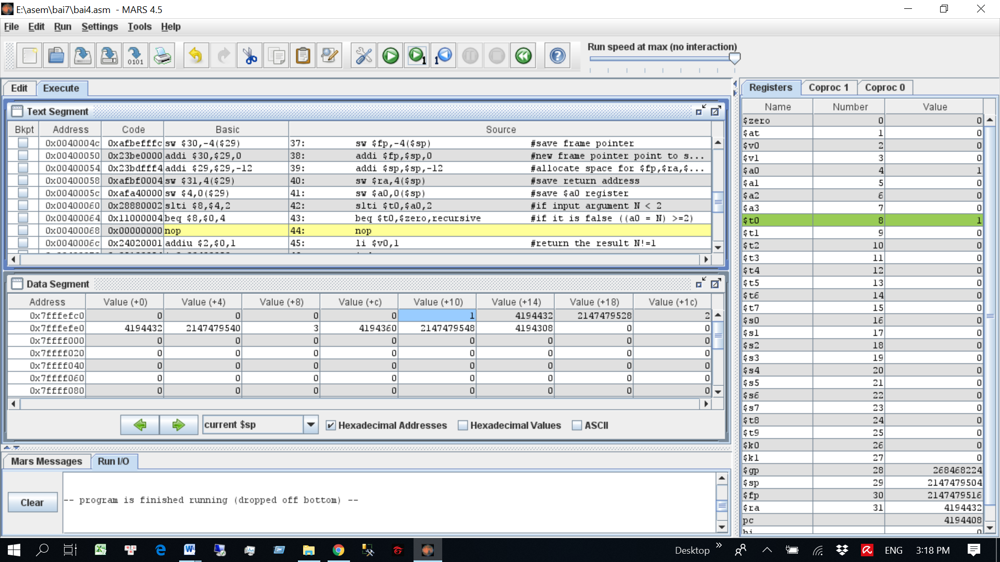 E:\asem\bai7\bai4.asm - MARS 4.5
File Edit Run Settings Tools Help
Run speed at max (no interaction)
0101
1
1
Edit Execute
Text Segment
Bkpt Address Code Basic Source
0x0040004c 0xafbefffc sw $30,-4($29) 37: sw $fp,-4($sp) #save frame pointer
0x00400050 0x23be0000 addi $30,$29,0 38: addi $fp,$sp,0 #new frame pointer point to s...
0x00400054 0x23bdfff4 addi $29,$29,-12 39: addi $sp,$sp,-12 #allocate space for $fp,$ra,$...
0x00400058 0xafbf0004 sw $31,4($29) 40: sw $ra,4($sp) #save return address
0x0040005c 0xafa40000 sw $4,0($29) 41: sw $a0,0($sp) #save $a0 register
0x00400060 0x28880002 slti $8,$4,2 42: slti $t0,$a0,2 #if input argument N < 2
0x00400064 0x11000004 beq $8,$0,4 43: beq $t0,$zero,recursive #if it is false ((a0 = N) >=2)
0x00400068 0x00000000 nop 44: nop
0x0040006c 0x24020001 addiu $2,$0,1 45: li $v0,1 #return the result N!=1
Data Segment
Address Value (+0) Value (+4) Value (+8) Value (+c) Value (+10) Value (+14) Value (+18) Value (+1c)
0x7fffefc0 0 0 0 0 1 4194432 2147479528 2
0x7fffefe0 4194432 2147479540 3 4194360 2147479548 4194308 0 0
0x7ffff000 0 0 0 0 0 0 0 0
0x7ffff020 0 0 0 0 0 0 0 0
0x7ffff040 0 0 0 0 0 0 0 0
0x7ffff060 0 0 0 0 0 0 0 0
0x7ffff080 0 0 0 0 0 0 0 0
current $sp Hexadecimal Addresses Hexadecimal Values ASCII
Mars Messages Run I/O
Clear
-- program is finished running (dropped off bottom) --
Registers Coproc 1 Coproc 0
Name Number Value
$zero 0 0
$at 1 0
$v0 2 0
$v1 3 0
$a0 4 1
$a1 5 0
$a2 6 0
$a3 7 0
$t0 8 1
$t1 9 0
$t2 10 0
$t3 11 0
$t4 12 0
$t5 13 0
$t6 14 0
$t7 15 0
$s0 16 0
$s1 17 0
$s2 18 0
$s3 19 0
$s4 20 0
$s5 21 0
$s6 22 0
$s7 23 0
$t8 24 0
$t9 25 0
$k0 26 0
$k1 27 0
$gp 28 268468224
$sp 29 2147479504
$fp 30 2147479516
$ra 31 4194432
pc 4194408
hi 0
Desktop ENG 3:18 PM